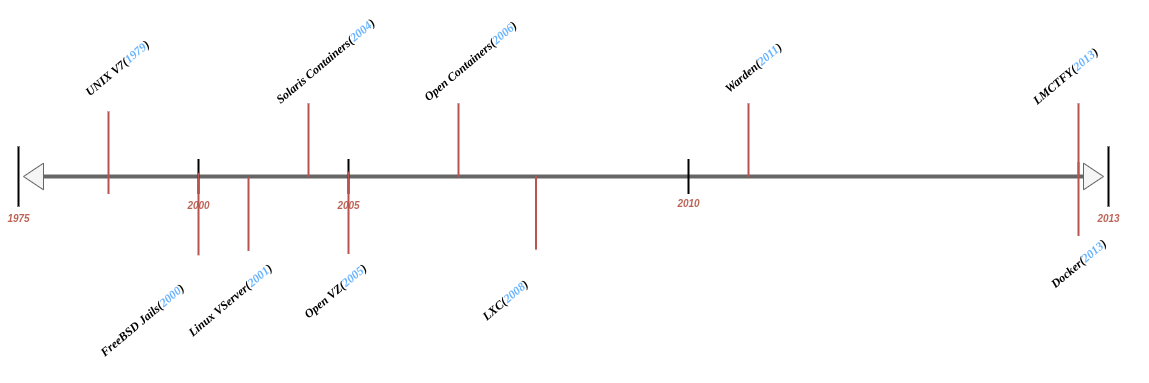 UNIX V7(1979)
Solaris Containers(2004)
Open Containers(2006)
Warden(2011)
LMCTFY(2013)
1975
2000
2005
2010
2013
FreeBSD Jails(2000)
Linux VServer(2001)
Open VZ(2005)
LXC(2008)
Docker(2013)